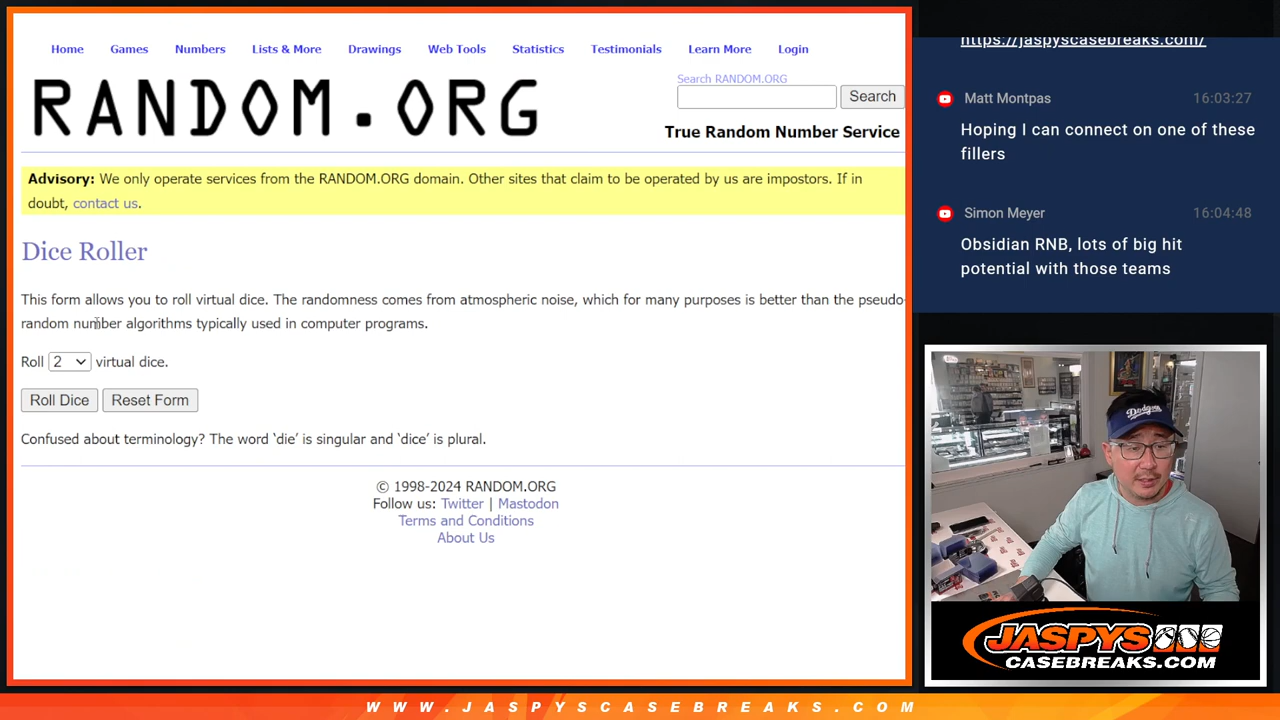 Home Games Numbers Lists & More Drawings Web Tools Statistics Testimonials Learn More Login
RANDOM.ORG
Search RANDOM.ORG
Search
True Random Number Service
Advisory: We only operate services from the RANDOM.ORG domain. Other sites that claim to be operated by us are impostors. If in
doubt, contact us.
Dice Roller
This form allows you to roll virtual dice. The randomness comes from atmospheric noise, which for many purposes is better than the pseudo-
random number algorithms typically used in computer programs.
Roll 2 virtual dice.
Roll Dice Reset Form
Confused about terminology? The word ‘die’ is singular and ‘dice’ is plural.
© 1998-2024 RANDOM.ORG
Follow us: Twitter | Mastodon
Terms and Conditions
About Us
https://jaspyscasebreaks.com/
Matt Montpas 16:03:27
Hoping I can connect on one of these
fillers
Simon Meyer 16:04:48
Obsidian RNB, lots of big hit
potential with those teams
Dodgers
JASPYS
CASEBREAKS.COM
WWW.JASPYSCASEBREAKS.COM